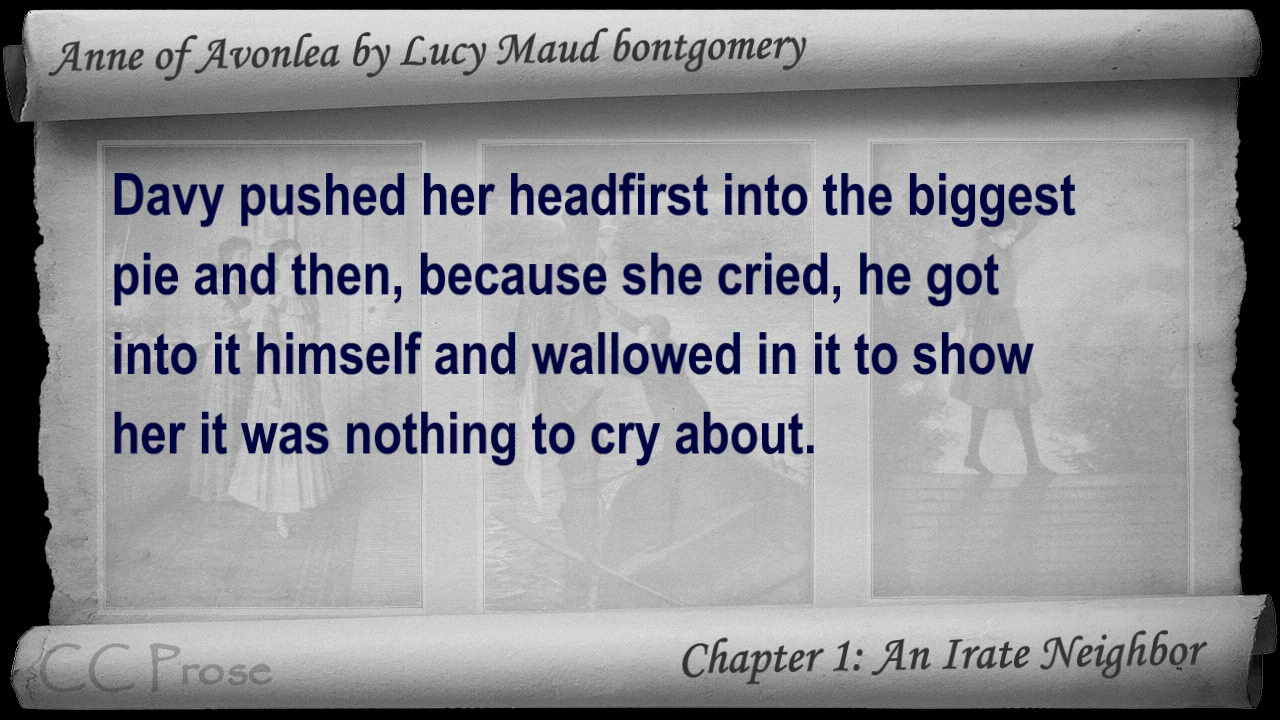 Anne of Avonlea by Lucy Maud bontgomery
Davy pushed her headfirst into the biggest
pie and then, because she cried, he got
into it himself and wallowed in it to show
her it was nothing to cry about.
CC Prose
Chapter 1: An Irate Neighbor